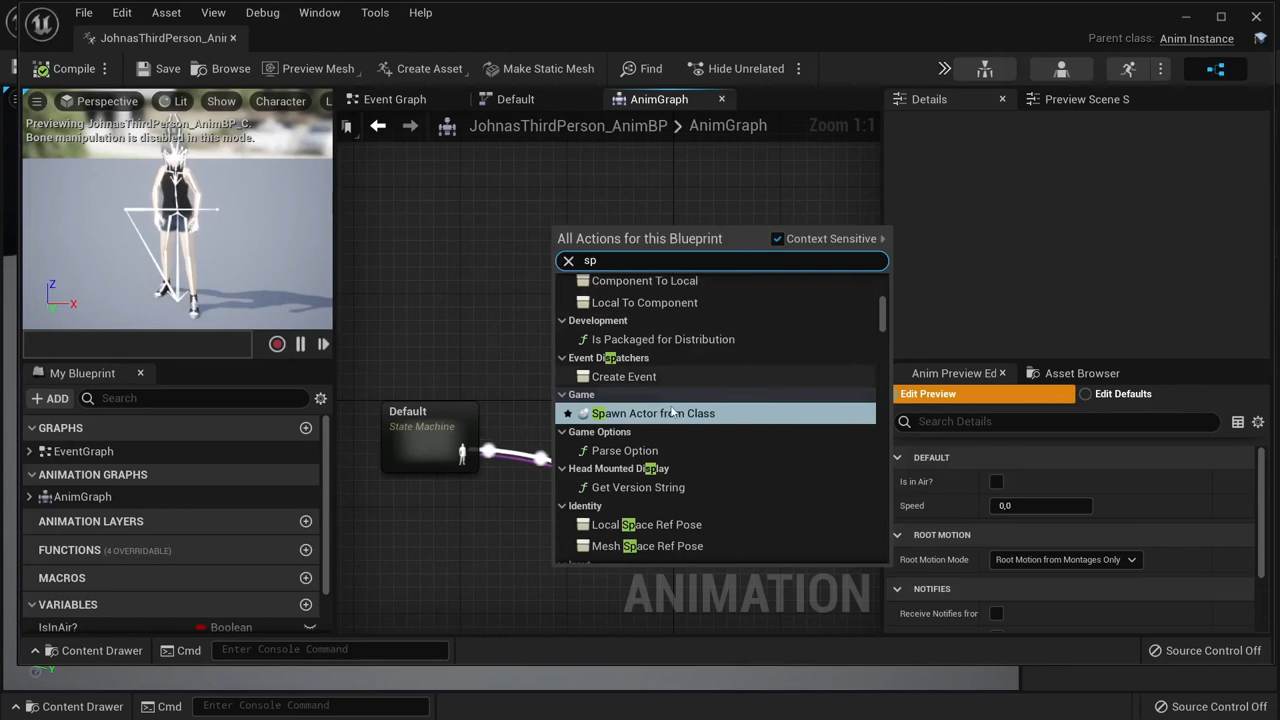 File Edit Asset View Debug Window Tools Help
JohnasThirdPerson_Ani
Parent class: Anim Instance
Compile Save Browse Preview Mesh Create Asset Make Static Mesh Find Hide Unrelated
Perspective Lit Show Character L
Previewing JohnasThirdPerson_AnimBP_C.
Bone manipulation is disabled in this mode.
Z
X
Event Graph Default AnimGraph
JohnasThirdPerson_AnimBP > AnimGraph Zoom 1:1
Default
State Machine
All Actions for this Blueprint Context Sensitive
sp
Component To Local
Local To Component
Development
Is Packaged for Distribution
Event Dispatchers
Create Event
Game
Spawn Actor from Class
Game Options
Parse Option
Head Mounted Display
Get Version String
Identity
Local Space Ref Pose
Mesh Space Ref Pose
ANIMATION
My Blueprint
ADD Search
GRAPHS
EventGraph
ANIMATION GRAPHS
AnimGraph
ANIMATION LAYERS
FUNCTIONS (4 OVERRIDABLE)
MACROS
VARIABLES
IsInAir? Boolean
Details Preview Scene S
Anim Preview Ed Asset Browser
Edit Preview Edit Defaults
Search Details
DEFAULT
Is in Air?
Speed 0,0
ROOT MOTION
Root Motion Mode Root Motion from Montages Only
NOTIFIES
Receive Notifies fror
Content Drawer Cmd Enter Console Command Source Control Off
Y
Content Drawer Cmd Enter Console Command Source Control Off